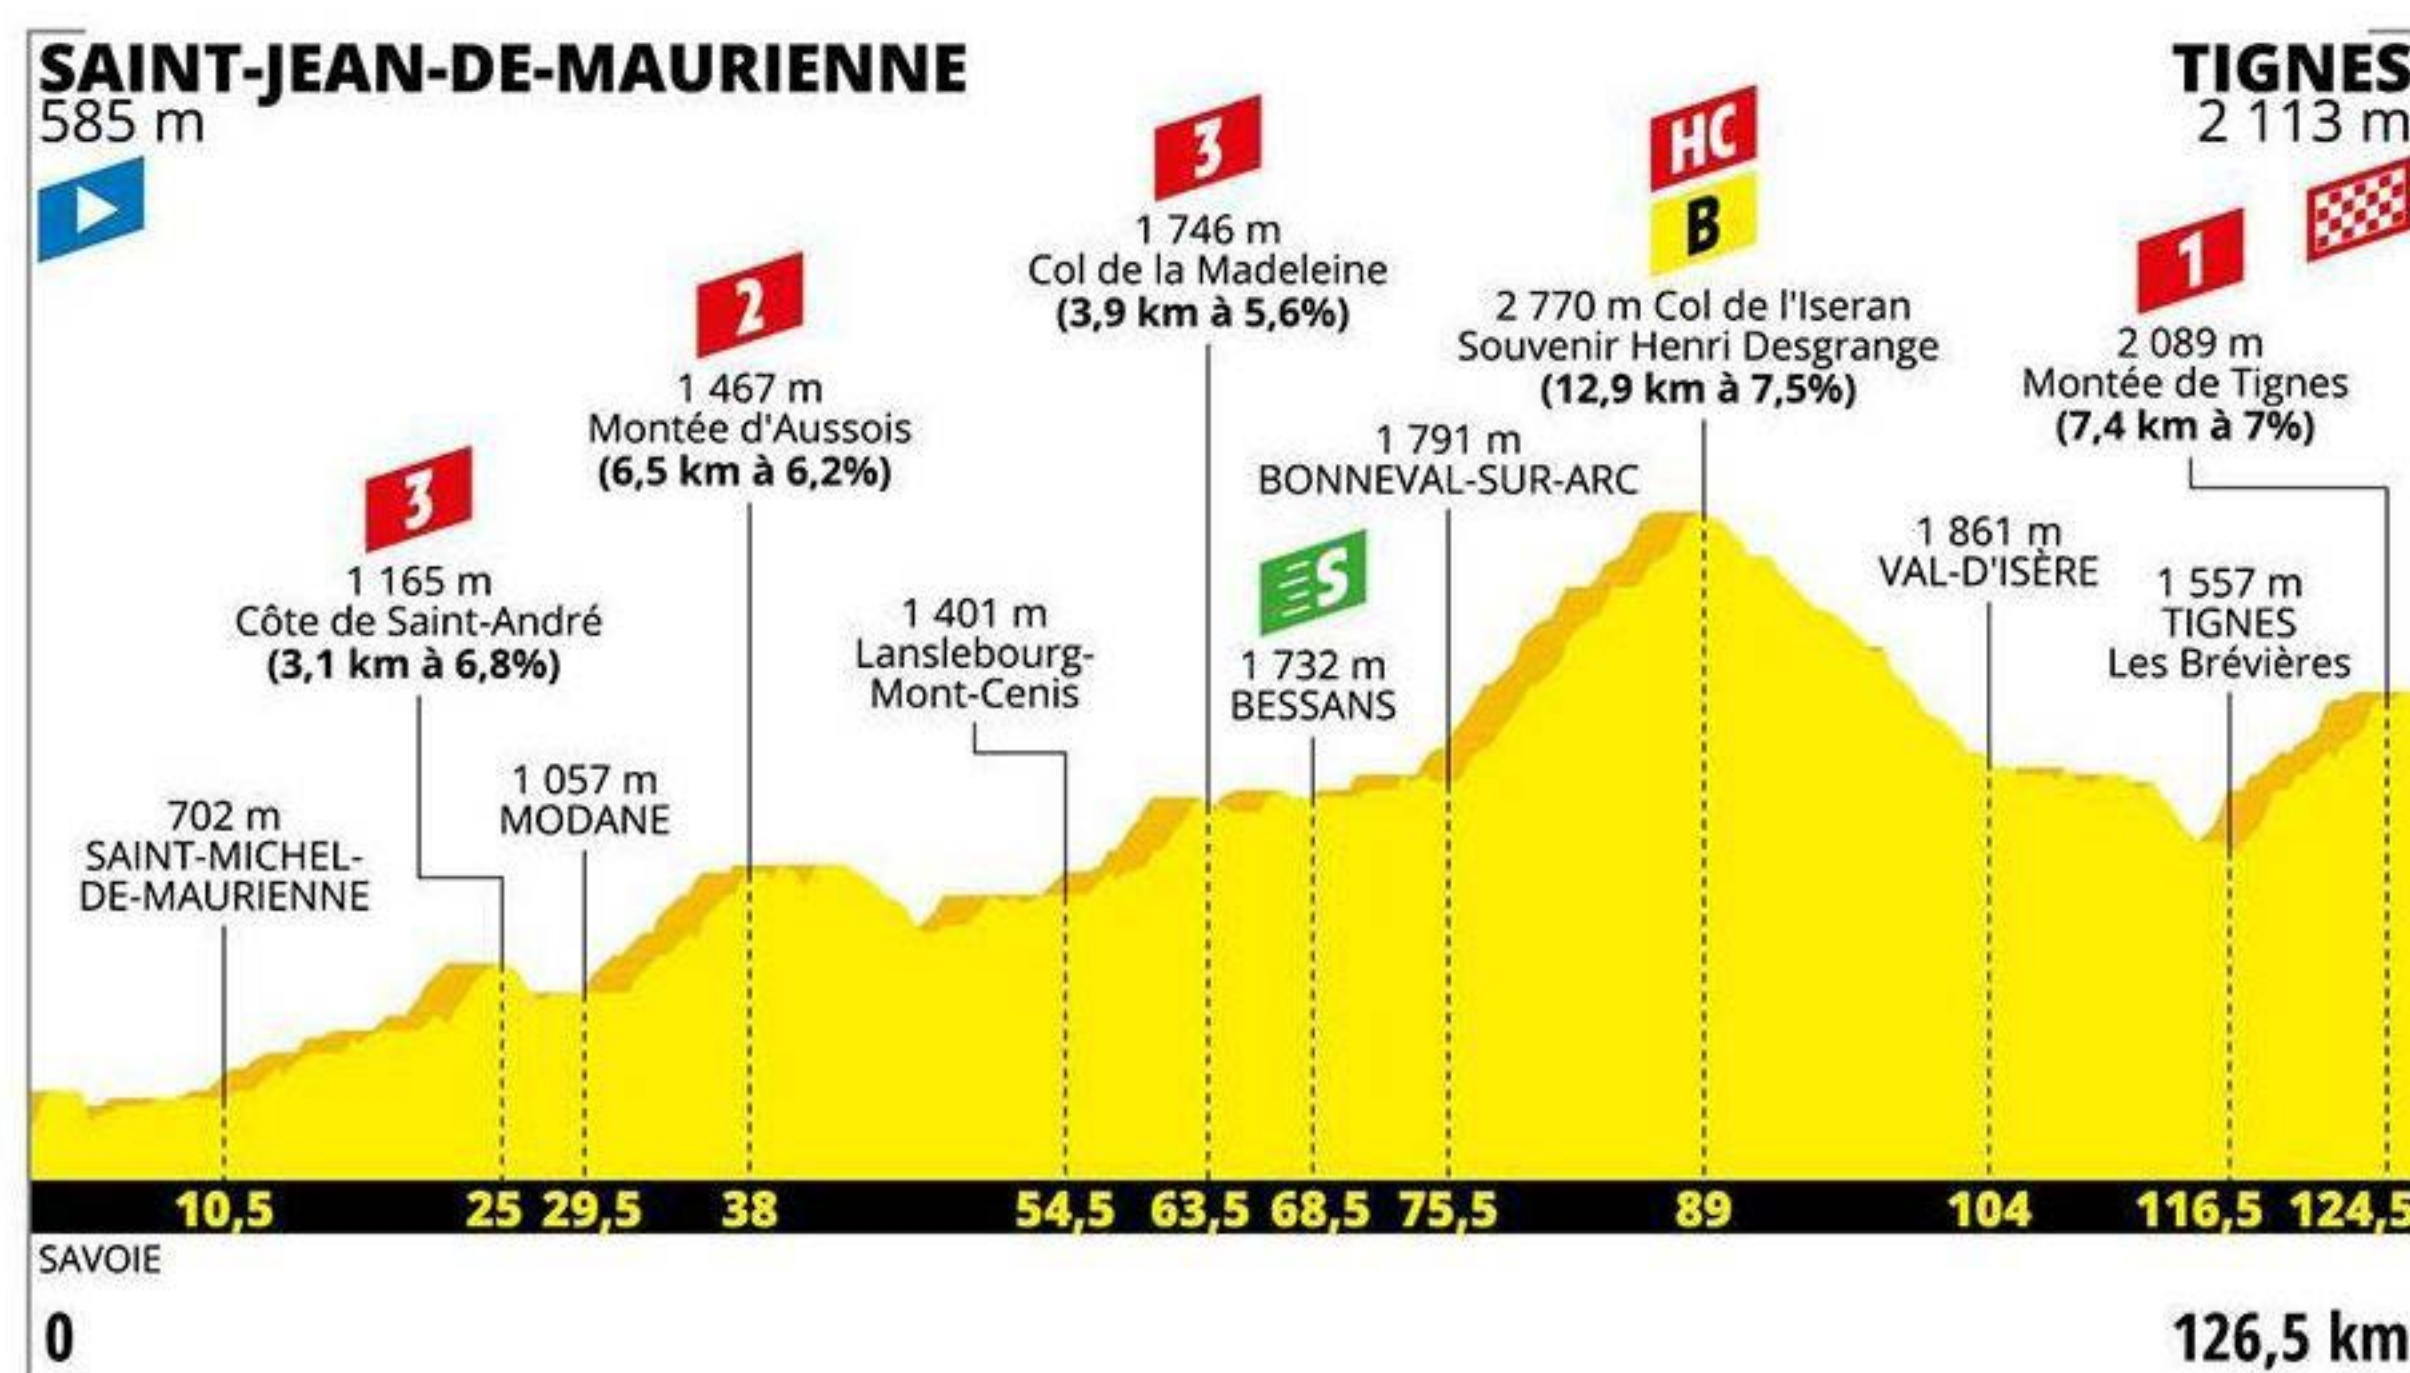 SAINT-JEAN-DE-MAURIENNE
585 m
TIGNES
2 113 m
3
1 165 m
Côte de Saint-André
(3,1 km à 6,8%)
702 m
SAINT-MICHEL-
DE-MAURIENNE
2
1 467 m
Montée d'Aussois
(6,5 km à 6,2%)
1 057 m
MODANE
1 401 m
Lanslebourg-
Mont-Cenis
3
1 746 m
Col de la Madeleine
(3,9 km à 5,6%)
S
1 732 m
BESSANS
1 791 m
BONNEVAL-SUR-ARC
HC
B
2 770 m Col de l'Iseran
Souvenir Henri Desgrange
(12,9 km à 7,5%)
1 861 m
VAL-D'ISÈRE
1
2 089 m
Montée de Tignes
(7,4 km à 7%)
1 557 m
TIGNES
Les Brévières
10,5 25 29,5 38 54,5 63,5 68,5 75,5 89 104 116,5 124,5
SAVOIE
0
126,5 km